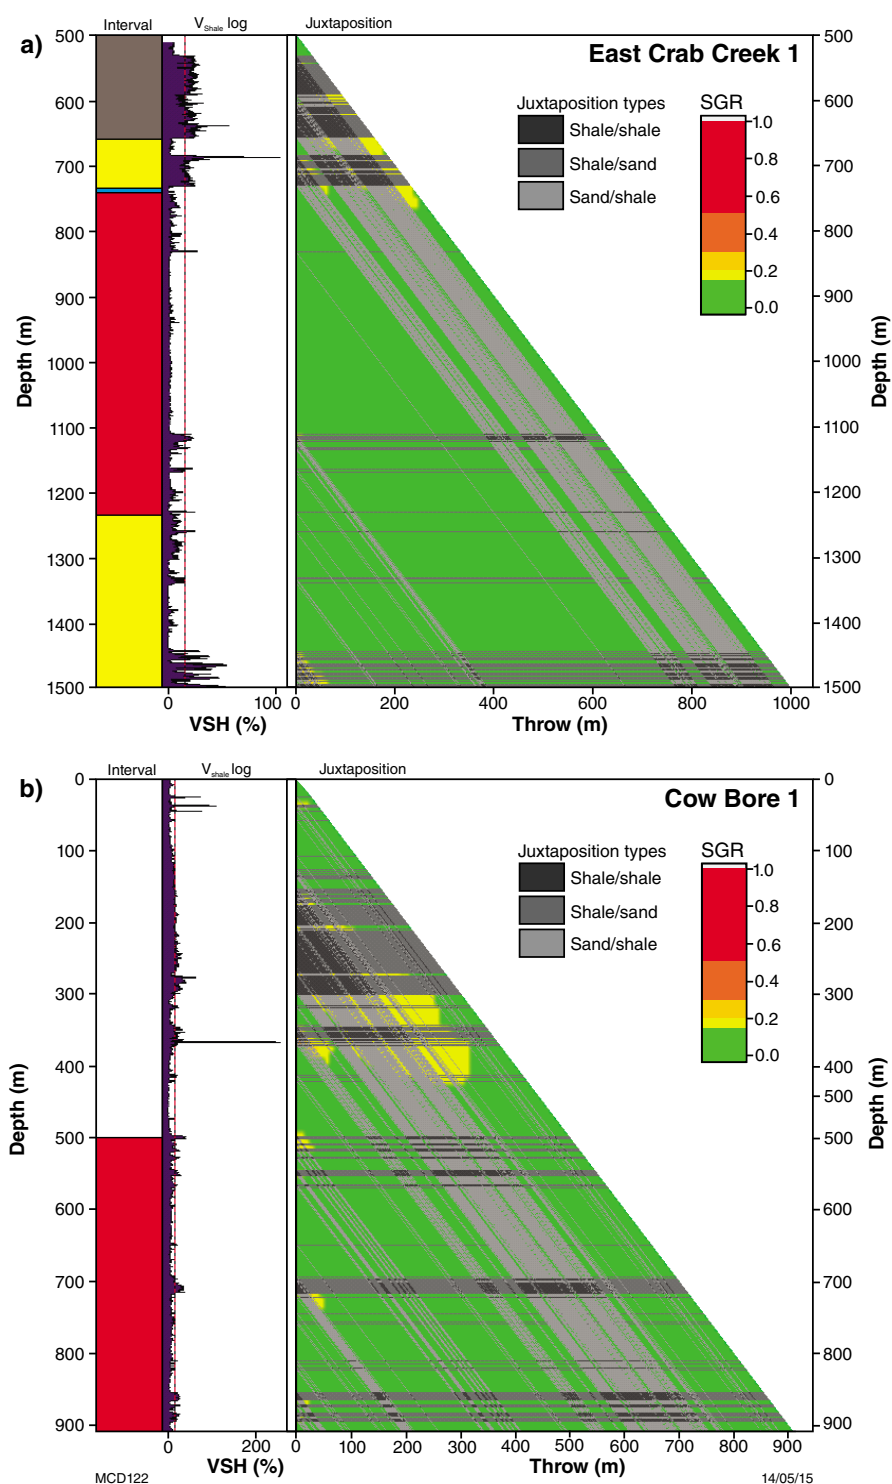 a)
Interval
VShale log
Juxtaposition
East Crab Creek 1
Juxtaposition types
Shale/shale
Shale/sand
Sand/shale
SGR
1.0
0.8
0.6
0.4
0.2
0.0
Depth (m)
500
600
700
800
900
1000
1100
1200
1300
1400
1500
Depth (m)
500
600
700
800
900
1000
1100
1200
1300
1400
1500
0 100
VSH (%)
0 200 400 600 800 1000
Throw (m)
b)
Interval
Vshale log
Juxtaposition
Cow Bore 1
Juxtaposition types
Shale/shale
Shale/sand
Sand/shale
SGR
1.0
0.8
0.6
0.4
0.2
0.0
Depth (m)
0
100
200
300
400
500
600
700
800
900
Depth (m)
0
100
200
300
400
500
500
600
700
800
900
0 200
VSH (%)
0 100 200 300 400 500 600 700 800 900
Throw (m)
MCD122
14/05/15